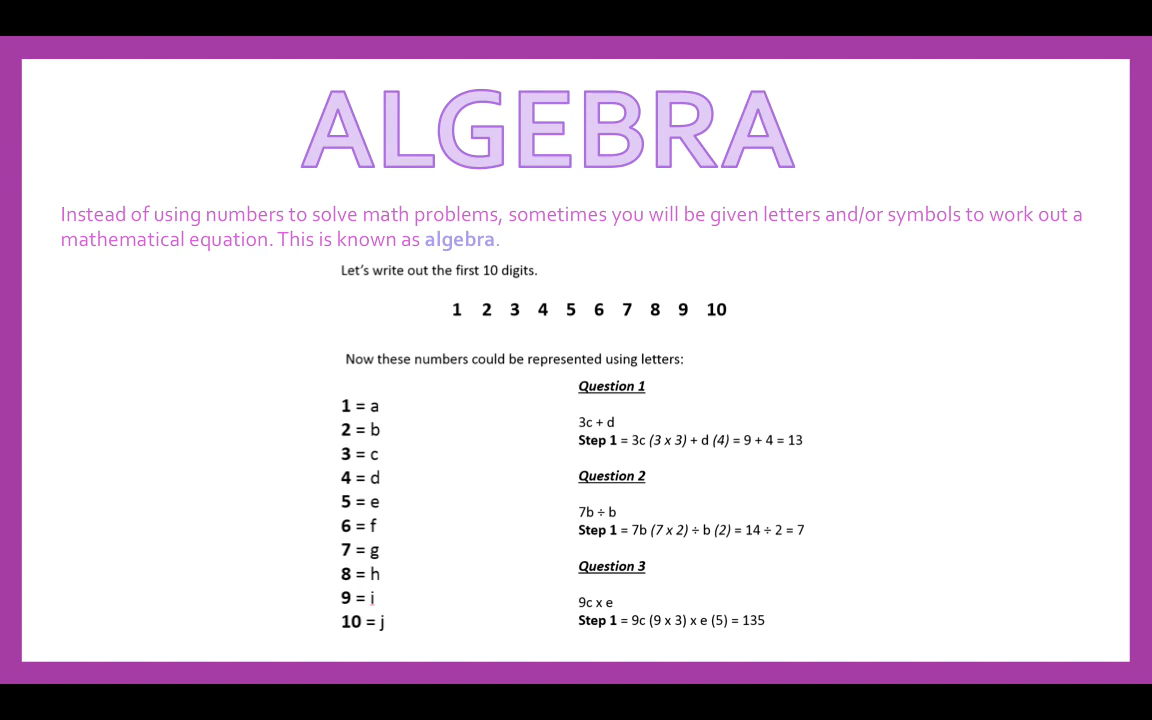 ALGEBRA
Instead of using numbers to solve math problems, sometimes you will be given letters and/or symbols to work out a
mathematical equation. This is known as algebra.
Let's write out the first 10 digits.
1 2 3 4 5 6 7 8 9 10
Now these numbers could be represented using letters:
1 = a
2 = b
3 = c
4 = d
5 = e
6 = f
7 = g
8 = h
9 = i
10 = j
Question 1
3c + d
Step 1 = 3c (3 x 3) + d (4) = 9 + 4 = 13
Question 2
7b ÷ b
Step 1 = 7b (7 x 2) ÷ b (2) = 14 ÷ 2 = 7
Question 3
9c x e
Step 1 = 9c (9 x 3) x e (5) = 135